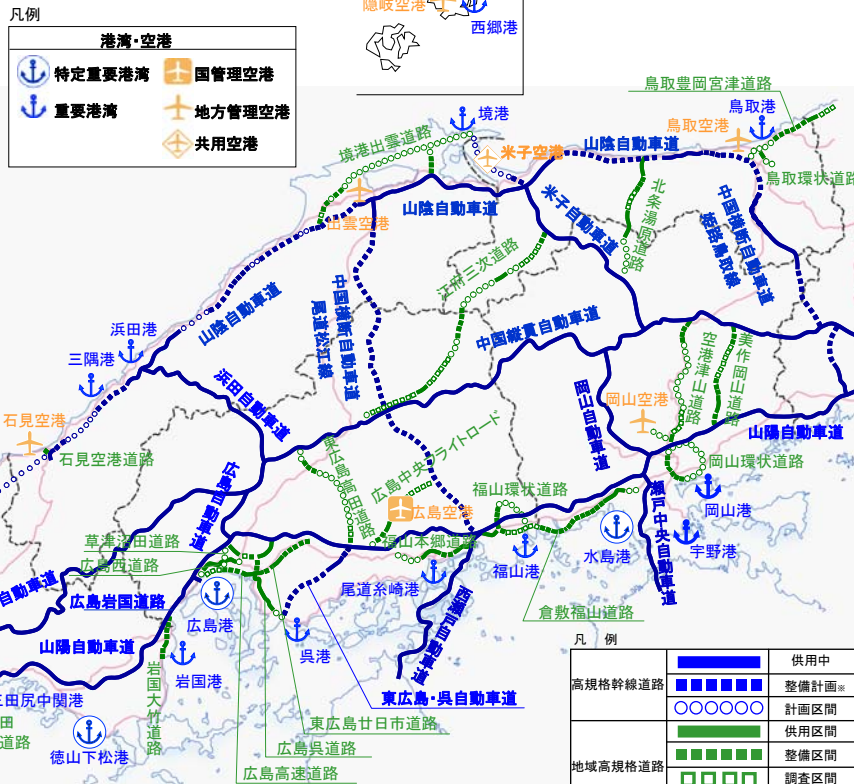 凡例
港湾・空港
特定重要港湾
国管理空港
重要港湾
地方管理空港
共用空港
隠岐空港
西郷港
鳥取豊岡宮津道路
境港
鳥取空港
鳥取港
境港出雲道路
米子空港
山陰自動車道
鳥取環状道路
出雲空港
山陰自動車道
米子自動車道
北条湯原道路
中国横断自動車道
姫路鳥取線
江府三次道路
中国横断自動車道
尾道松江線
山陰自動車道
中国縦貫自動車道
浜田港
三隅港
浜田自動車道
空港津山道路
美作岡山道路
岡山自動車道
岡山空港
石見空港
石見空港道路
山陽自動車道
広島中央フライトロード
東広島高田道路
広島自動車道
岡山環状道路
福山環状道路
広島空港
瀬戸中央自動車道
岡山港
草津沼田道路
福山本郷道路
宇野港
広島西道路
水島港
福山港
自動車道
広島岩国道路
尾道糸崎港
西瀬戸自動車道
倉敷福山道路
広島港
山陽自動車道
呉港
岩国港
岩国大竹道路
三田尻中関港
東広島・呉自動車道
田
道路
徳山下松港
東広島廿日市道路
広島呉道路
広島高速道路
凡 例
高規格幹線道路
供用中
整備計画※
計画区間
地域高規格道路
供用区間
整備区間
調査区間